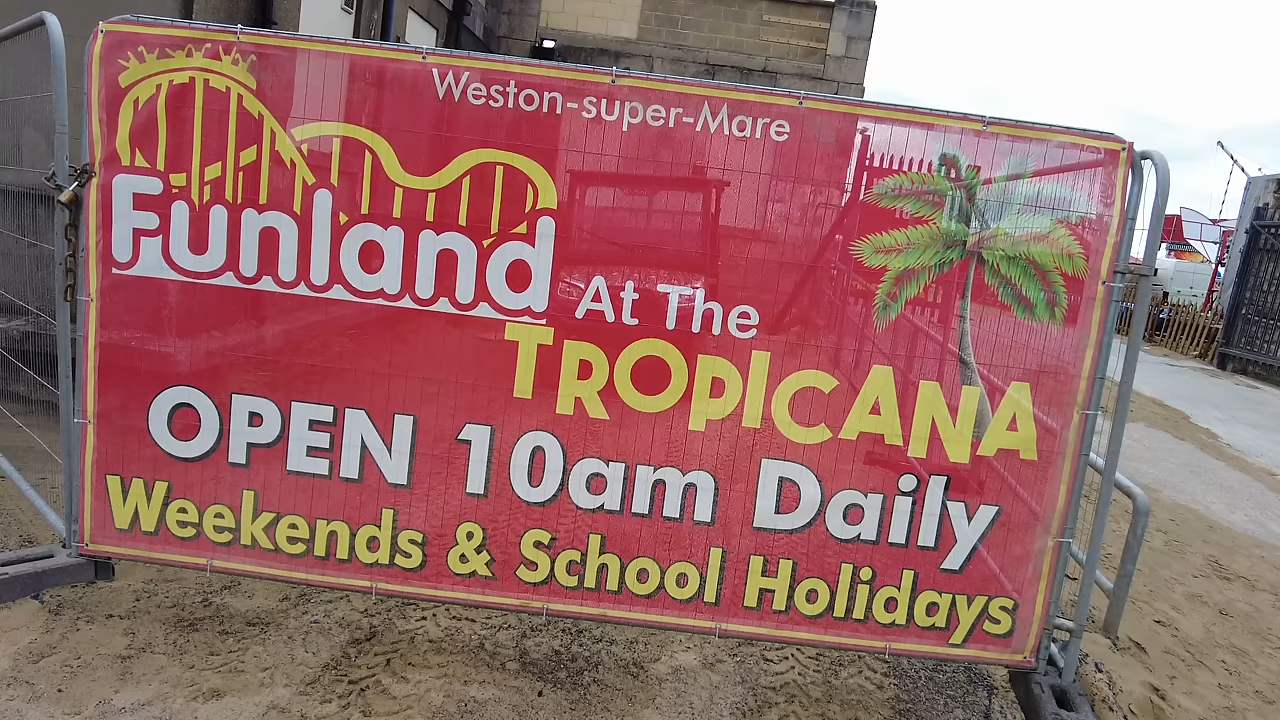 Weston-super-Mare
Funland At The
TROPICANA
OPEN 10am Daily
Weekends & School Holidays